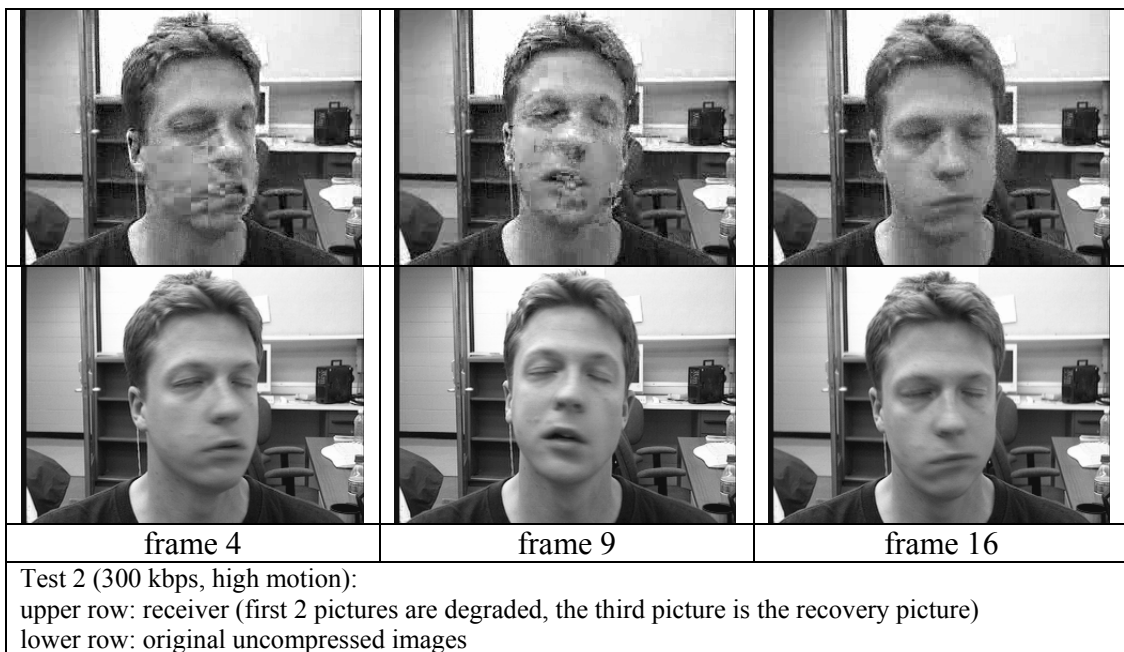 frame 4
frame 9
frame 16
Test 2 (300 kbps, high motion):
upper row: receiver (first 2 pictures are degraded, the third picture is the recovery picture)
lower row: original uncompressed images